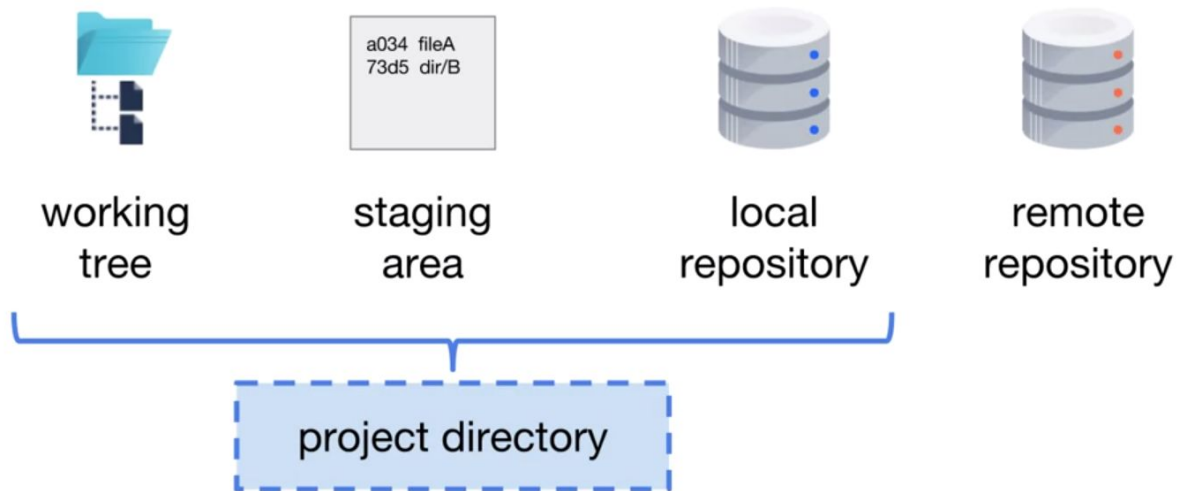 a034 fileA
73d5 dir/B
working
tree
staging
area
local
repository
remote
repository
project directory